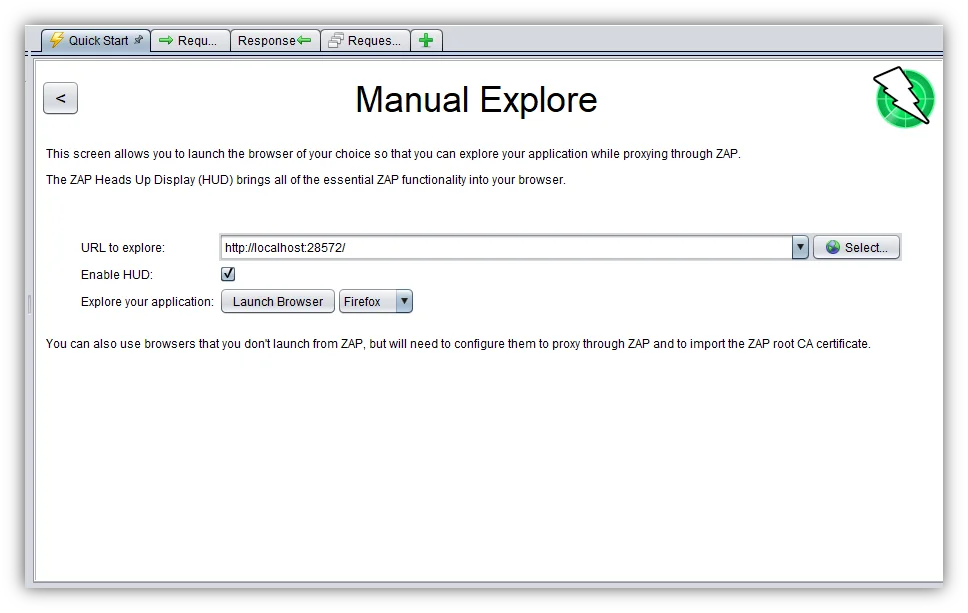 Quick Start Requ... Response Reques...
< Manual Explore
This screen allows you to launch the browser of your choice so that you can explore your application while proxying through ZAP.
The ZAP Heads Up Display (HUD) brings all of the essential ZAP functionality into your browser.
URL to explore: http://localhost:28572/ Select...
Enable HUD:
Explore your application: Launch Browser Firefox
You can also use browsers that you don't launch from ZAP, but will need to configure them to proxy through ZAP and to import the ZAP root CA certificate.